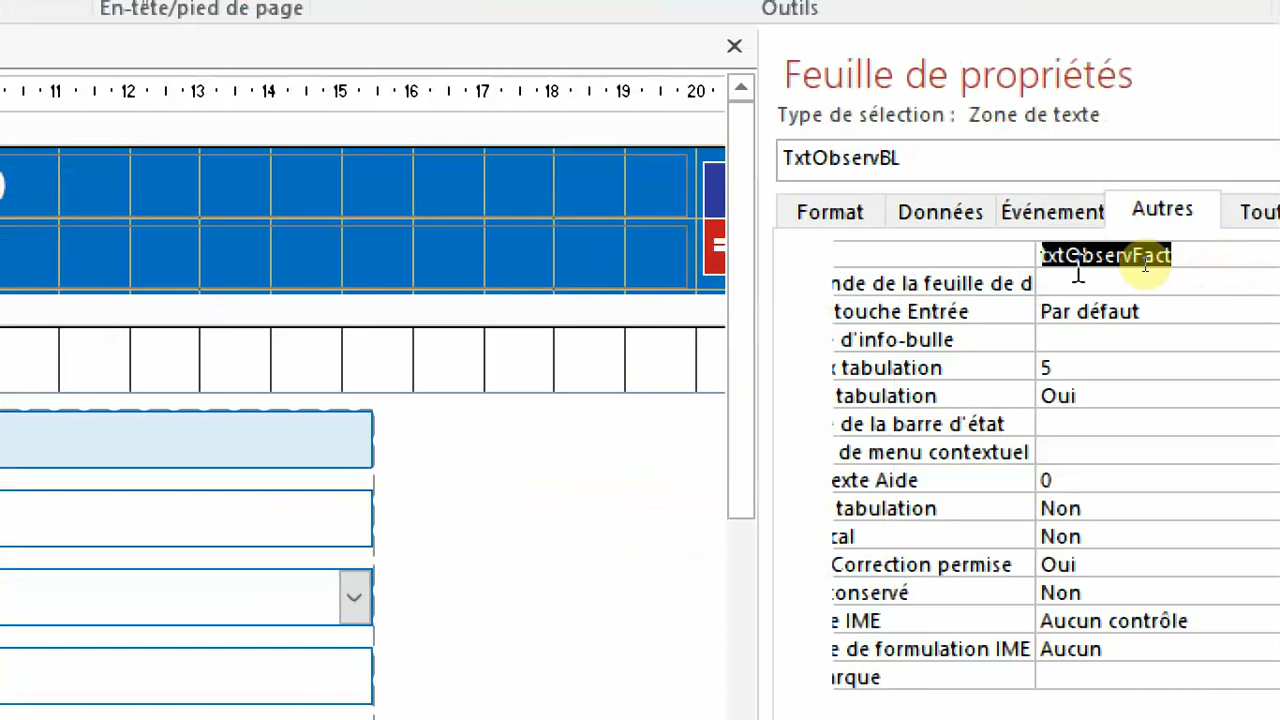 En-tête/pied de page
Outils
11 12 13 14 15 16 17 18 19 20
Feuille de propriétés
Type de sélection : Zone de texte
TxtObservBL
Format Données Événement Autres Tout
txtObservFact
nde de la feuille de d
touche Entrée Par défaut
d'info-bulle
x tabulation 5
tabulation Oui
de la barre d'état
de menu contextuel
exte Aide 0
tabulation Non
cal Non
Correction permise Oui
conservé Non
e IME Aucun contrôle
e de formulation IME Aucun
arque